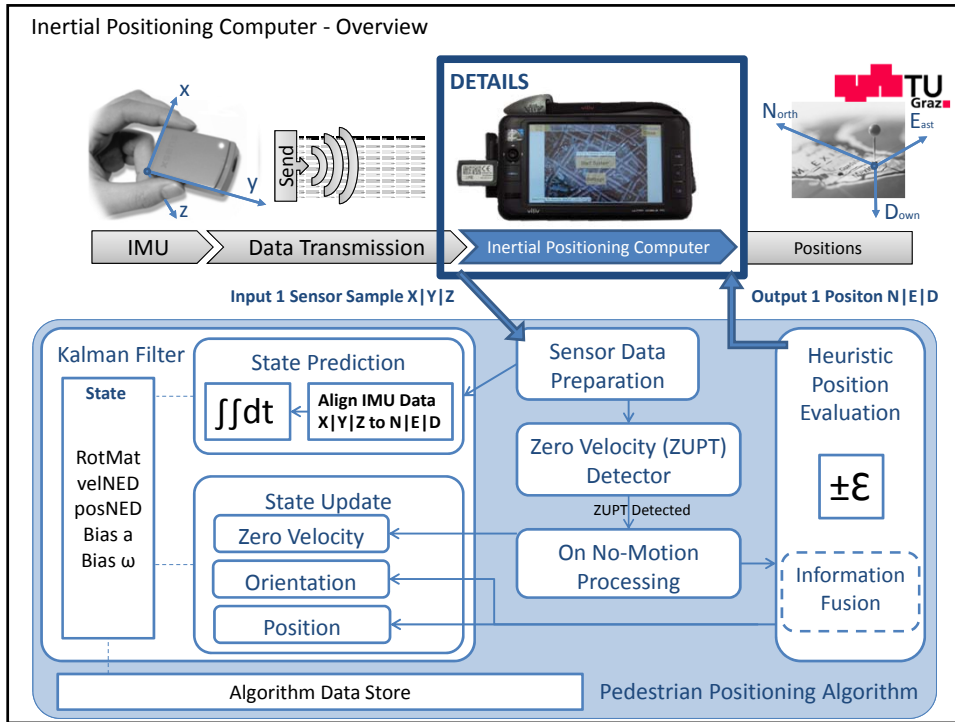 Inertial Positioning Computer - Overview
DETAILS
TU
Graz
x
y
z
Send
North
East
Down
IMU
Data Transmission
Inertial Positioning Computer
Positions
Input 1 Sensor Sample X|Y|Z
Output 1 Positon N|E|D
Kalman Filter
State
RotMat
velNED
posNED
Bias a
Bias ω
State Prediction
∫∫dt
Align IMU Data
X|Y|Z to N|E|D
State Update
Zero Velocity
Orientation
Position
Sensor Data
Preparation
Zero Velocity (ZUPT)
Detector
ZUPT Detected
On No-Motion
Processing
Heuristic
Position
Evaluation
±Ɛ
Information
Fusion
Algorithm Data Store
Pedestrian Positioning Algorithm